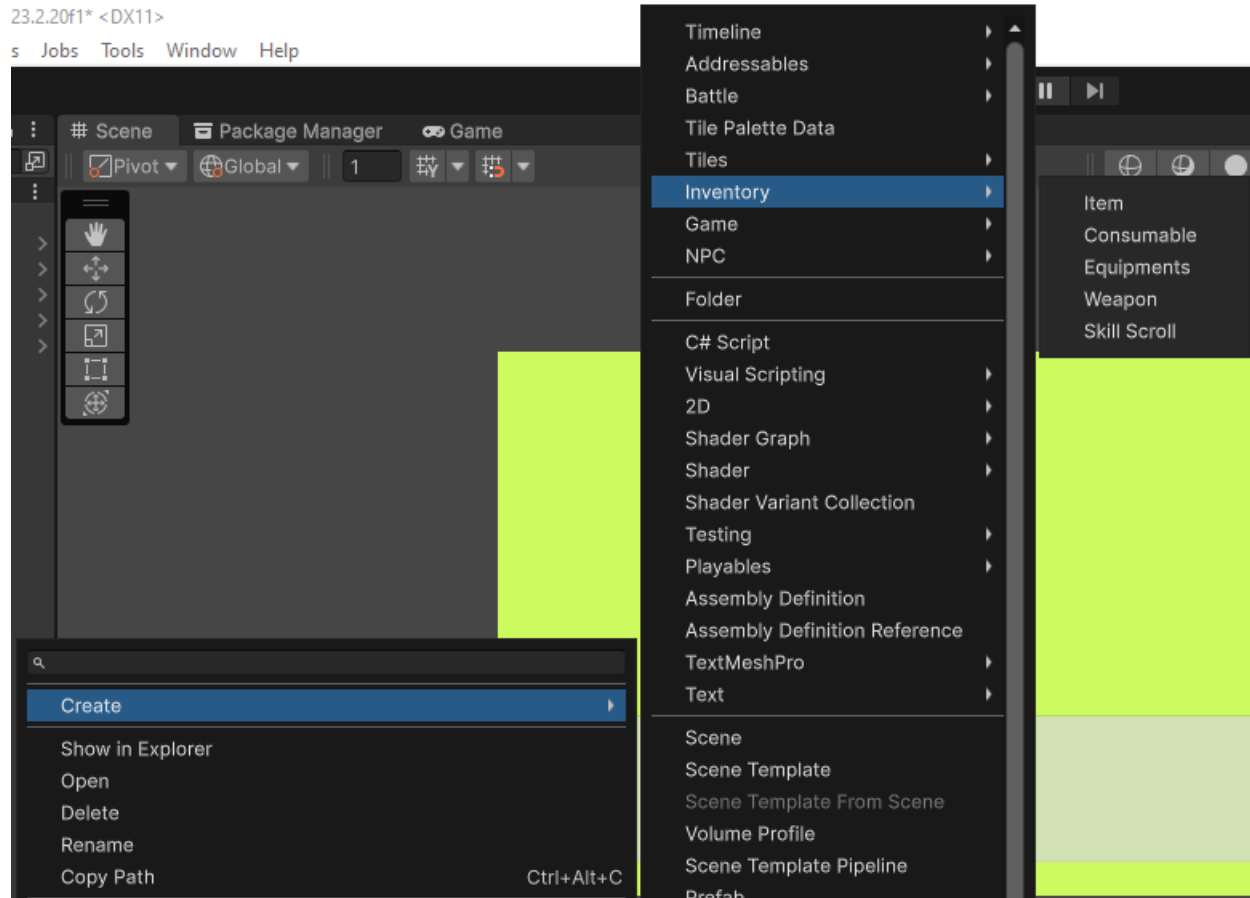 23.2.20f1* <DX11>
s Jobs Tools Window Help
Scene Package Manager Game
Pivot Global 1
Timeline
Addressables
Battle
Tile Palette Data
Tiles
Inventory
Game
NPC
Folder
C# Script
Visual Scripting
2D
Shader Graph
Shader
Shader Variant Collection
Testing
Playables
Assembly Definition
Assembly Definition Reference
TextMeshPro
Text
Scene
Scene Template
Scene Template From Scene
Volume Profile
Scene Template Pipeline
Prefab
Item
Consumable
Equipments
Weapon
Skill Scroll
Create
Show in Explorer
Open
Delete
Rename
Copy Path Ctrl+Alt+C